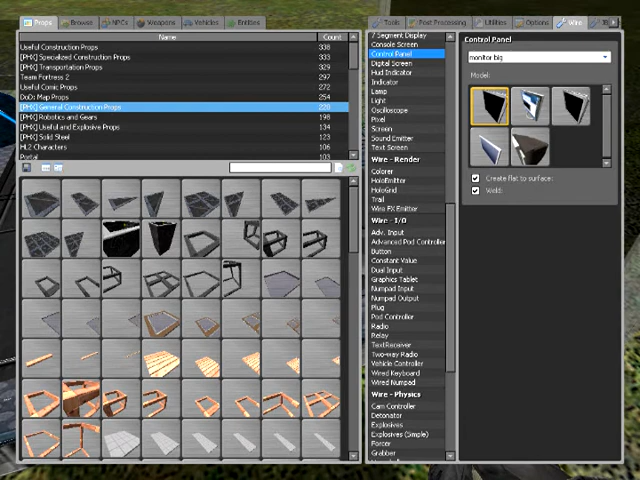 Props Browse NPCs Weapons Vehicles Entities
Name Count
Useful Construction Props 338
[PHX] Specialized Construction Props 333
[PHX] Transportation Props 329
Team Fortress 2 297
Useful Comic Props 272
DoDs Map Props 254
[PHX] General Construction Props 228
[PHX] Robotics and Gears 198
[PHX] Useful and Explosive Props 134
[PHX] Solid Steel 123
HL2 Characters 106
Portal 103
Tools Post Processing Utilities Options Wire
7 Segment Display
Console Screen
Control Panel
Digital Screen
Hud Indicator
Indicator
Lamp
Light
Oscilloscope
Pixel
Screen
Sound Emitter
Text Screen
Wire - Render
Colorer
HoloEmitter
HoloGrid
Trail
Wire FX Emitter
Wire - I/O
Adv. Input
Advanced Pod Controller
Button
Constant Value
Dual Input
Graphics Tablet
Numpad Input
Numpad Output
Plug
Pod Controller
Radio
Relay
TextReceiver
Two-way Radio
Vehicle Controller
Wired Keyboard
Wired Numpad
Wire - Physics
Cam Controller
Detonator
Explosives
Explosives (Simple)
Forcer
Grabber
Control Panel
monitor big
Model:
Create flat to surface:
Weld: